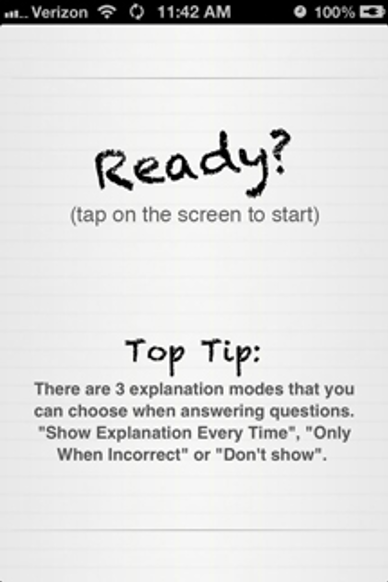 Verizon 11:42 AM 100%
Ready?
(tap on the screen to start)
Top Tip:
There are 3 explanation modes that you
can choose when answering questions.
"Show Explanation Every Time", "Only
When Incorrect" or "Don't show".